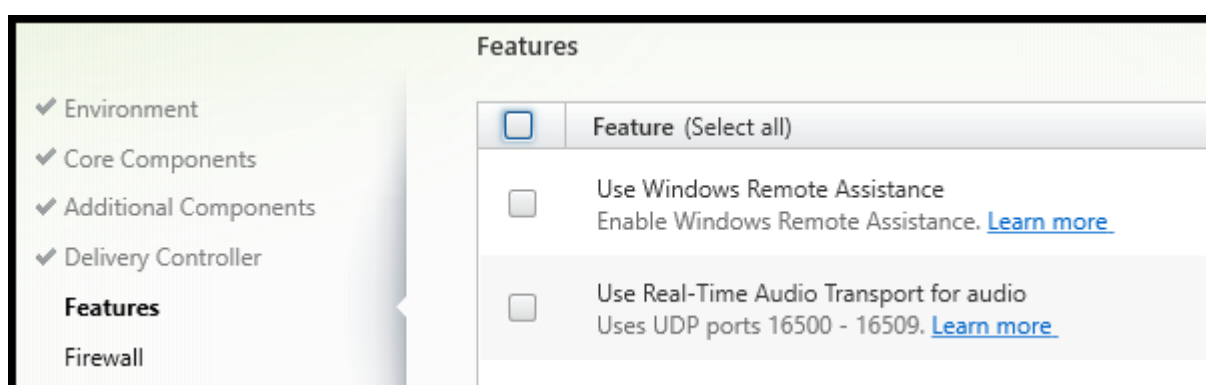 Features
Environment
Core Components
Additional Components
Delivery Controller
Features
Firewall
Feature (Select all)
Use Windows Remote Assistance
Enable Windows Remote Assistance. Learn more
Use Real-Time Audio Transport for audio
Uses UDP ports 16500 - 16509. Learn more